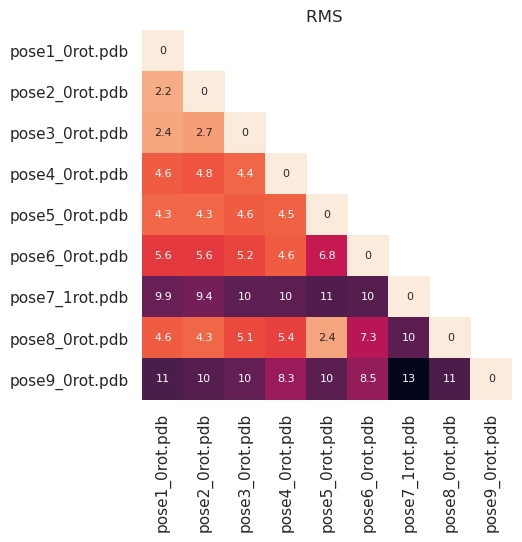 RMS
pose1_0rot.pdb 0
pose2_0rot.pdb 2.2 0
pose3_0rot.pdb 2.4 2.7 0
pose4_0rot.pdb 4.6 4.8 4.4 0
pose5_0rot.pdb 4.3 4.3 4.6 4.5 0
pose6_0rot.pdb 5.6 5.6 5.2 4.6 6.8 0
pose7_1rot.pdb 9.9 9.4 10 10 11 10 0
pose8_0rot.pdb 4.6 4.3 5.1 5.4 2.4 7.3 10 0
pose9_0rot.pdb 11 10 10 8.3 10 8.5 13 11 0
pose1_0rot.pdb
pose2_0rot.pdb
pose3_0rot.pdb
pose4_0rot.pdb
pose5_0rot.pdb
pose6_0rot.pdb
pose7_1rot.pdb
pose8_0rot.pdb
pose9_0rot.pdb